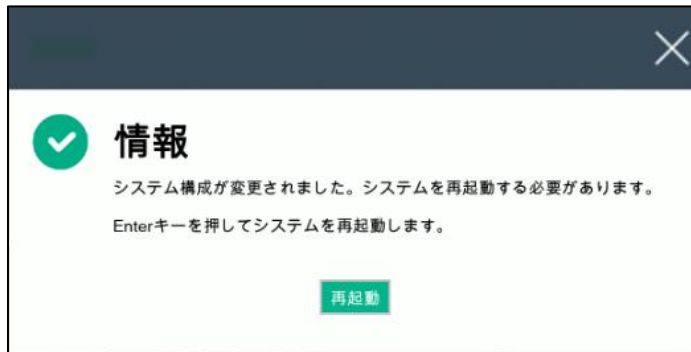 情報
システム構成が変更されました。システムを再起動する必要があります。
Enterキーを押してシステムを再起動します。
再起動